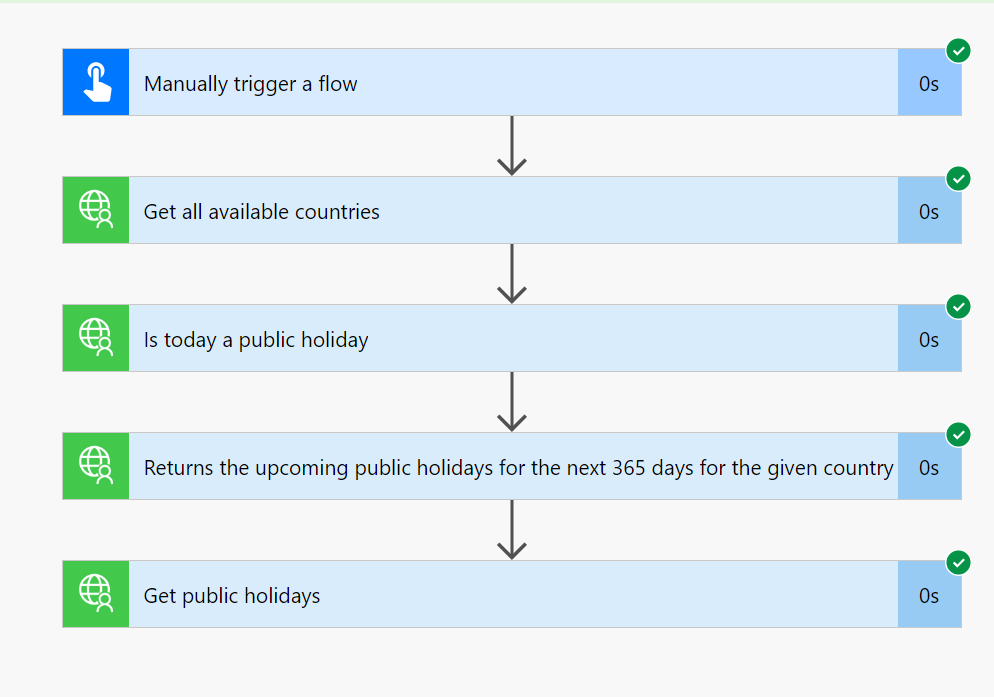 Manually trigger a flow
0s
Get all available countries
0s
Is today a public holiday
0s
Returns the upcoming public holidays for the next 365 days for the given country
0s
Get public holidays
0s